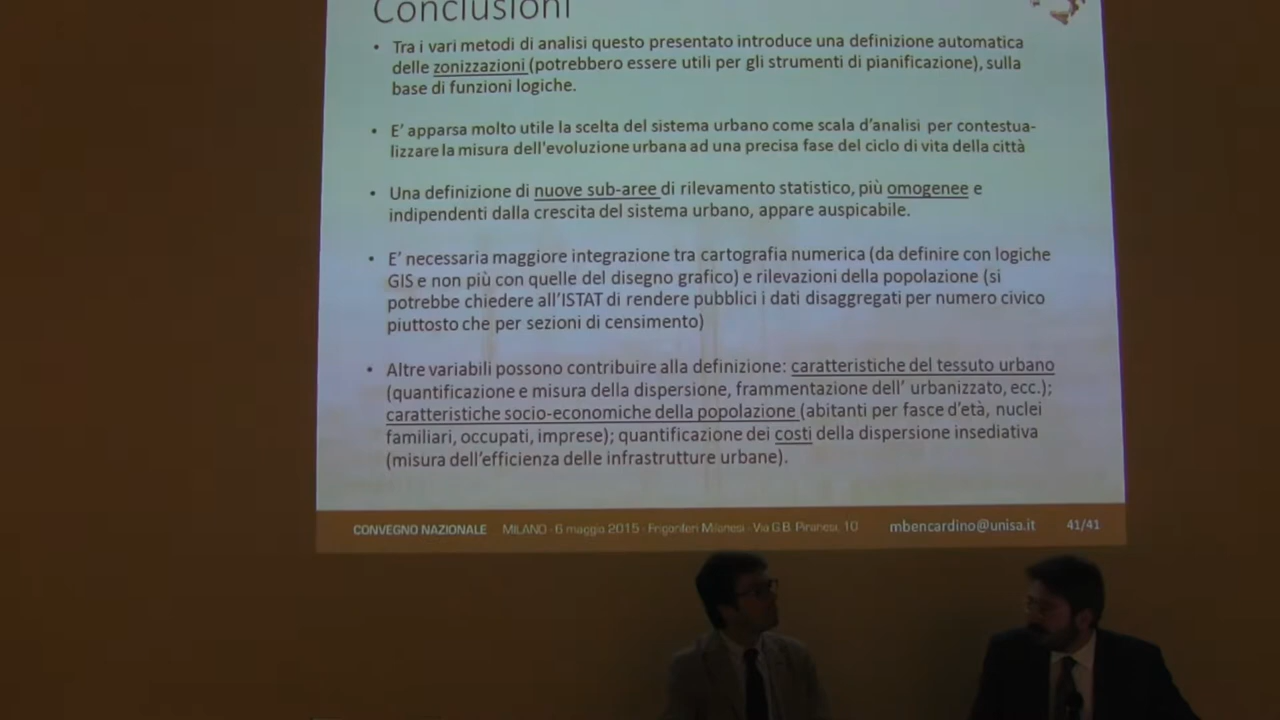 Conclusioni
• Tra i vari metodi di analisi questo presentato introduce una definizione automatica
delle zonizzazioni (potrebbero essere utili per gli strumenti di pianificazione), sulla
base di funzioni logiche.
• E' apparsa molto utile la scelta del sistema urbano come scala d'analisi per contestua-
lizzare la misura dell'evoluzione urbana ad una precisa fase del ciclo di vita della città
• Una definizione di nuove sub-aree di rilevamento statistico, più omogenee e
indipendenti dalla crescita del sistema urbano, appare auspicabile.
• E' necessaria maggiore integrazione tra cartografia numerica (da definire con logiche
GIS e non più con quelle del disegno grafico) e rilevazioni della popolazione (si
potrebbe chiedere all'ISTAT di rendere pubblici i dati disaggregati per numero civico
piuttosto che per sezioni di censimento)
• Altre variabili possono contribuire alla definizione: caratteristiche del tessuto urbano
(quantificazione e misura della dispersione, frammentazione dell' urbanizzato, ecc.);
caratteristiche socio-economiche della popolazione (abitanti per fasce d'età, nuclei
familiari, occupati, imprese); quantificazione dei costi della dispersione insediativa
(misura dell'efficienza delle infrastrutture urbane).
CONVEGNO NAZIONALE MILANO - 6 maggio 2015 - Frigoriferi Milanesi - Via G.B. Piranesi, 10 mbencardino@unisa.it 41/41